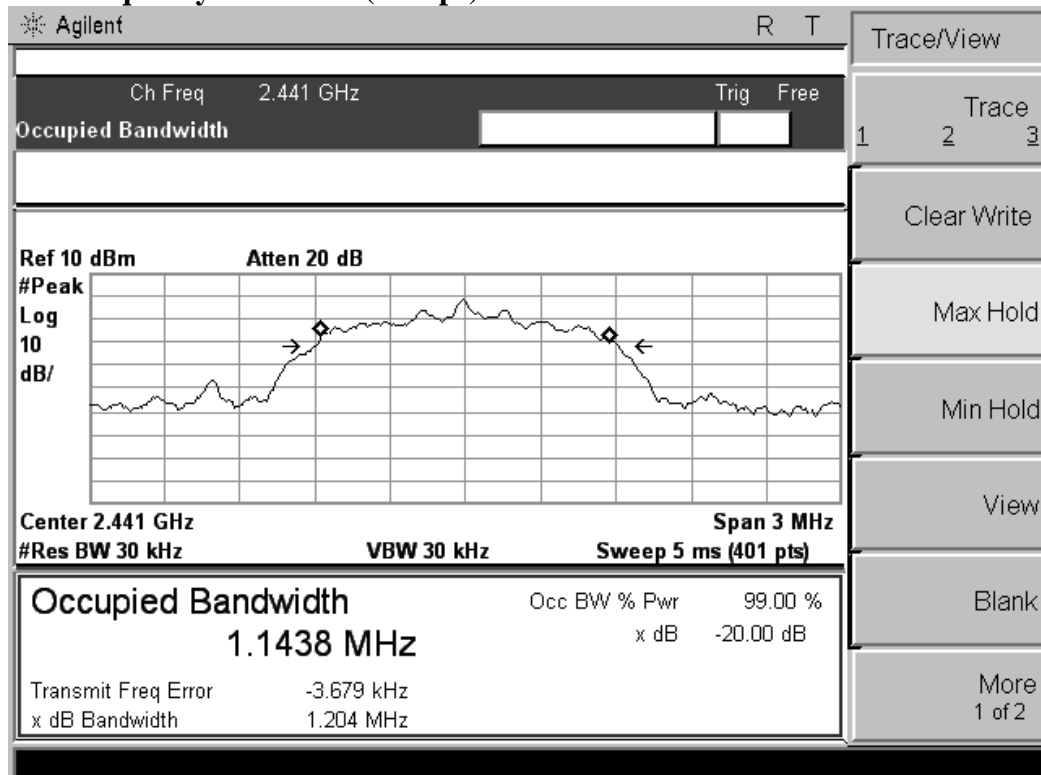 Agilent R T
Trace/View
Ch Freq 2.441 GHz Trig Free
Occupied Bandwidth
Trace
1 2 3
Clear Write
Ref 10 dBm Atten 20 dB
#Peak
Log
10
dB/
Max Hold
Min Hold
Center 2.441 GHz Span 3 MHz
#Res BW 30 kHz VBW 30 kHz Sweep 5 ms (401 pts)
View
Occupied Bandwidth
1.1438 MHz
Occ BW % Pwr 99.00 %
x dB -20.00 dB
Transmit Freq Error -3.679 kHz
x dB Bandwidth 1.204 MHz
Blank
More
1 of 2